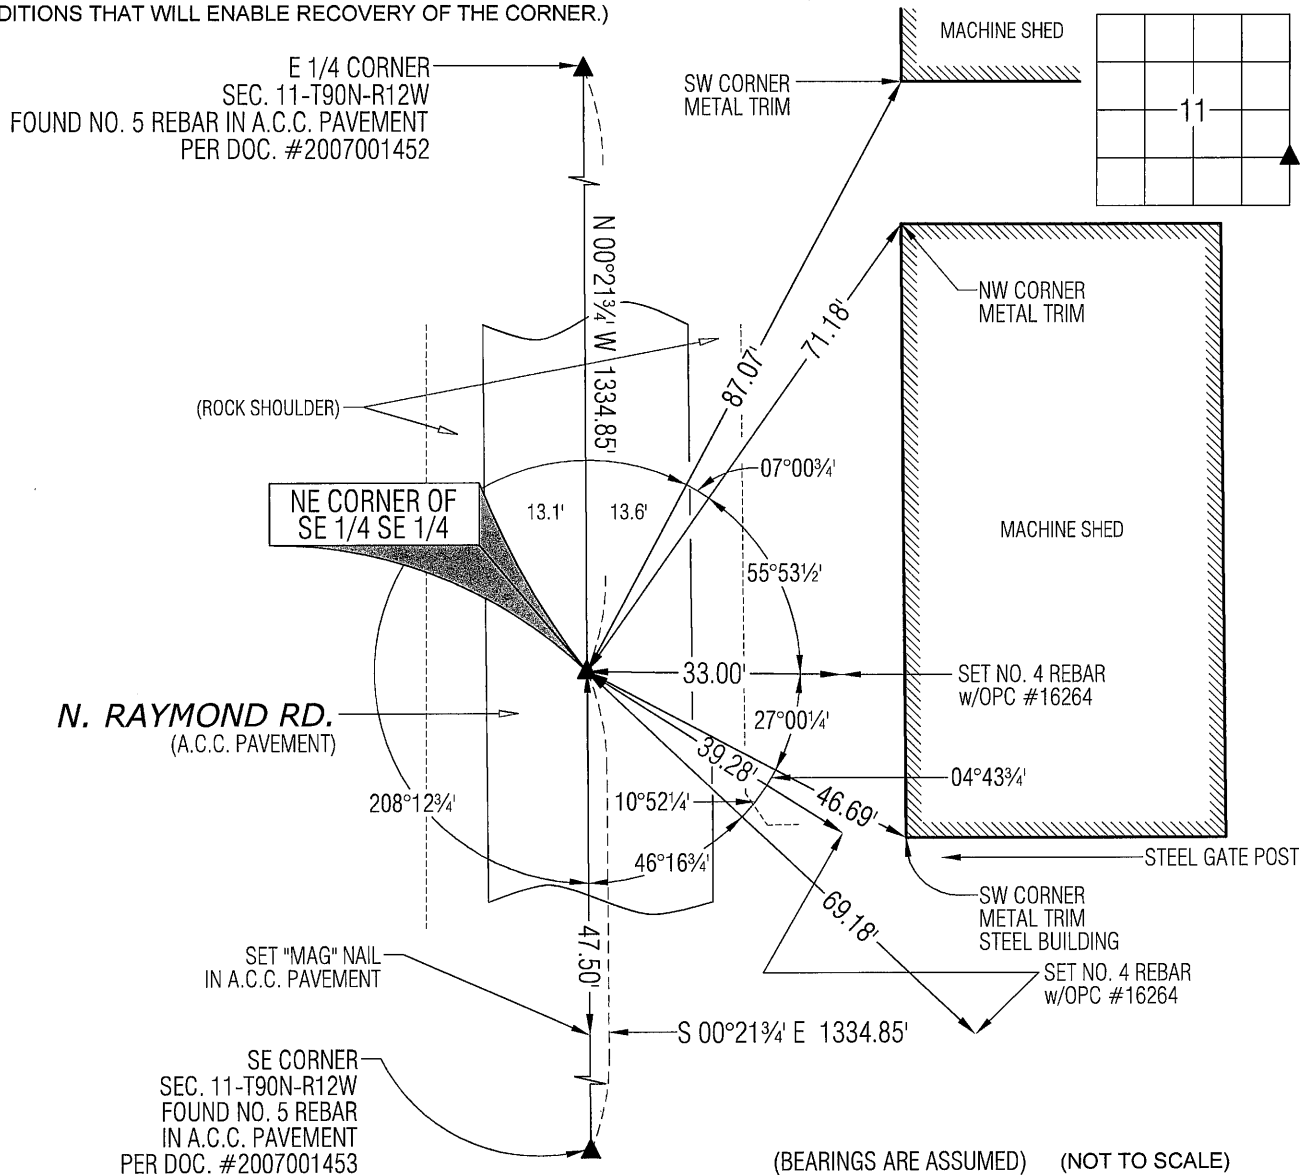 DITIONS THAT WILL ENABLE RECOVERY OF THE CORNER.)
MACHINE SHED
E 1/4 CORNER
SEC. 11-T90N-R12W
FOUND NO. 5 REBAR IN A.C.C. PAVEMENT
PER DOC. #2007001452
SW CORNER
METAL TRIM
11
N 00°21¾' W 1334.85'
NW CORNER
METAL TRIM
71.18'
87.07'
(ROCK SHOULDER)
07°00¾'
NE CORNER OF
SE 1/4 SE 1/4
13.1'
13.6'
MACHINE SHED
55°53½'
33.00'
SET NO. 4 REBAR
w/OPC #16264
N. RAYMOND RD.
(A.C.C. PAVEMENT)
27°00¼'
39.28'
04°43¾'
208°12¾'
10°52¼'
46.69'
46°16¾'
STEEL GATE POST
69.18'
SW CORNER
METAL TRIM
STEEL BUILDING
47.50'
SET "MAG" NAIL
IN A.C.C. PAVEMENT
SET NO. 4 REBAR
w/OPC #16264
S 00°21¾' E 1334.85'
SE CORNER
SEC. 11-T90N-R12W
FOUND NO. 5 REBAR
IN A.C.C. PAVEMENT
PER DOC. #2007001453
(BEARINGS ARE ASSUMED) (NOT TO SCALE)